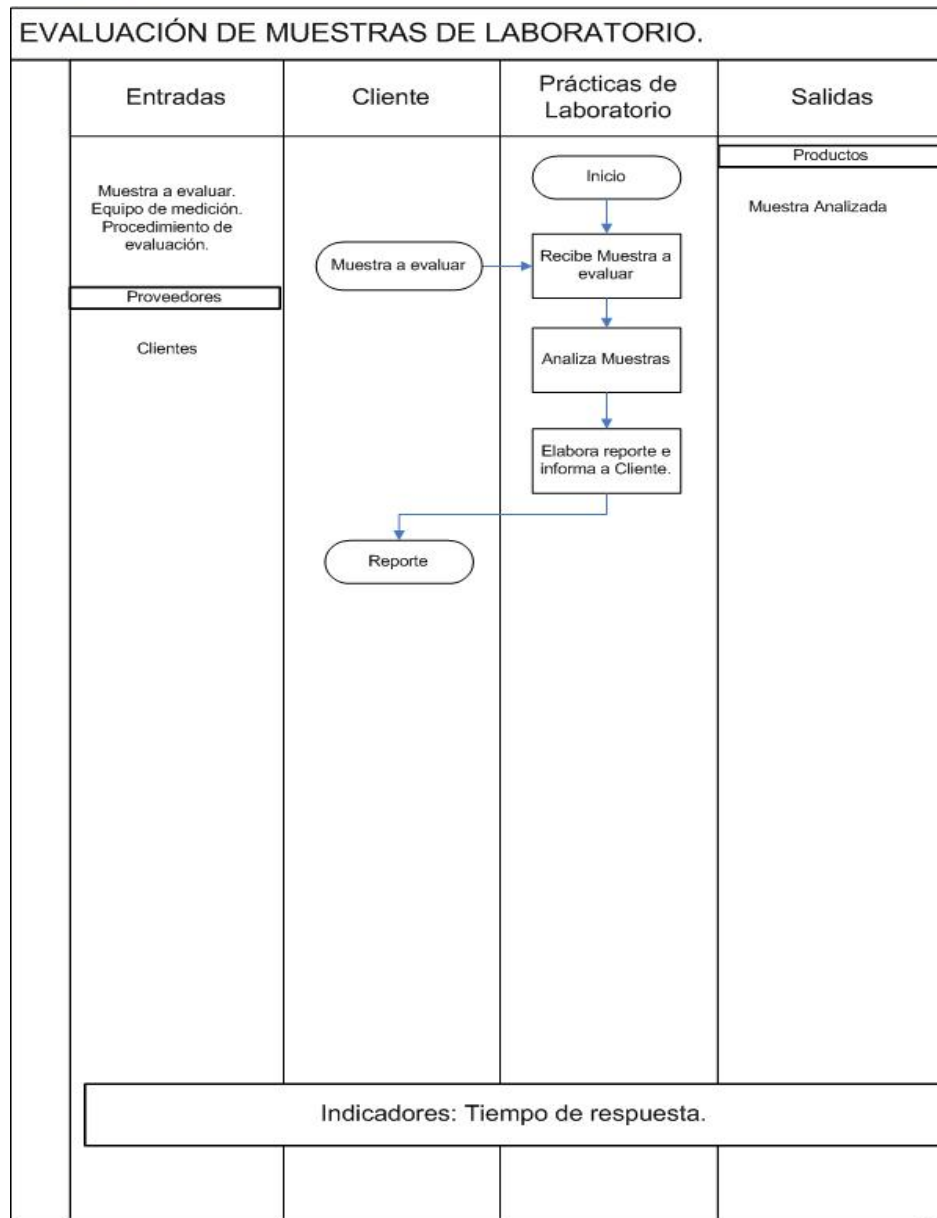 EVALUACIÓN DE MUESTRAS DE LABORATORIO.
Entradas
Cliente
Prácticas de
Laboratorio
Salidas
Muestra a evaluar.
Equipo de medición.
Procedimiento de
evaluación.
Proveedores
Clientes
Muestra a evaluar
Inicio
Recibe Muestra a
evaluar
Analiza Muestras
Elabora reporte e
informa a Cliente.
Reporte
Productos
Muestra Analizada
Indicadores: Tiempo de respuesta.